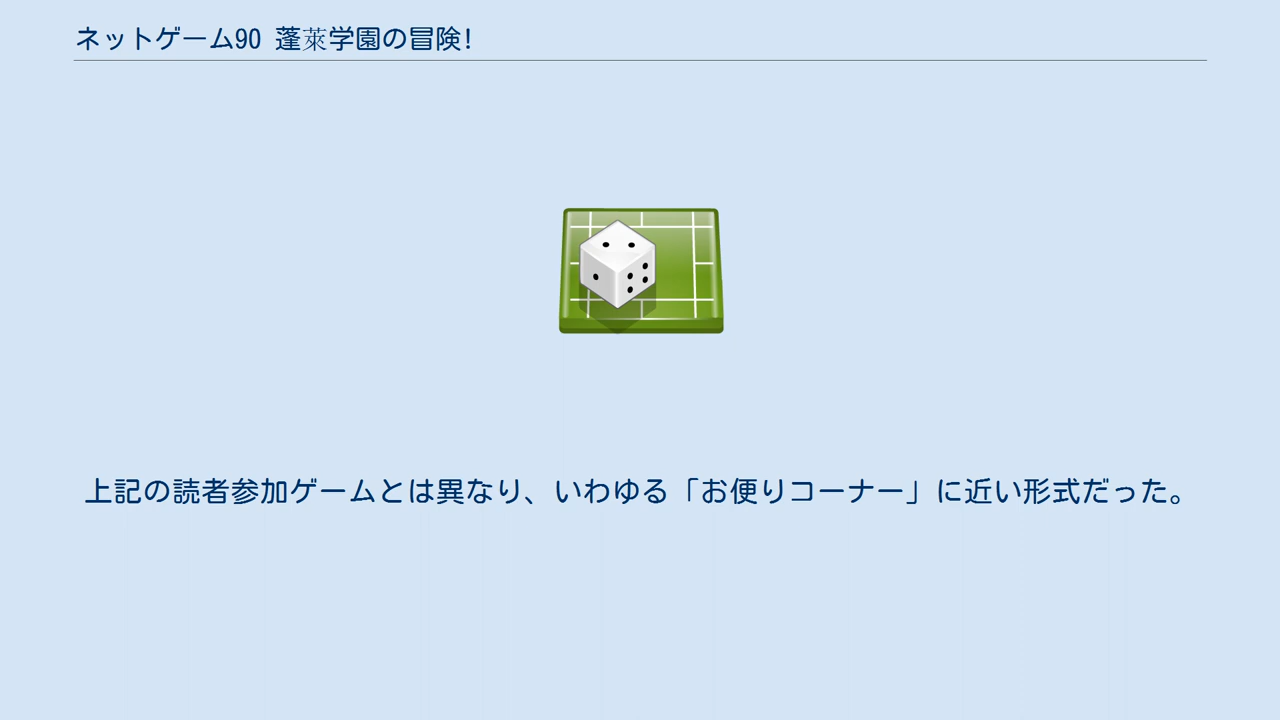 ネットゲーム90 蓬萊学園の冒険!
上記の読者参加ゲームとは異なり、いわゆる「お便りコーナー」に近い形式だった。